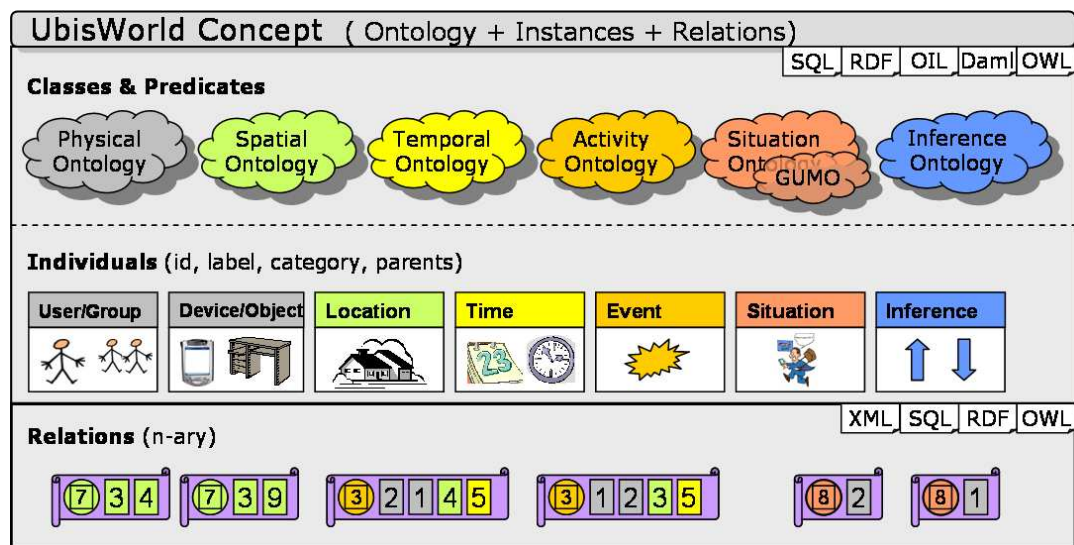 UbisWorld Concept ( Ontology + Instances + Relations)
SQL RDF OIL Daml OWL
Classes & Predicates
Physical Ontology
Spatial Ontology
Temporal Ontology
Activity Ontology
Situation Ontology
GUMO
Inference Ontology
Individuals (id, label, category, parents)
User/Group
Device/Object
Location
Time
Event
Situation
Inference
23
XML SQL RDF OWL
Relations (n-ary)
7 3 4
7 3 9
3 2 1 4 5
3 1 2 3 5
8 2
8 1